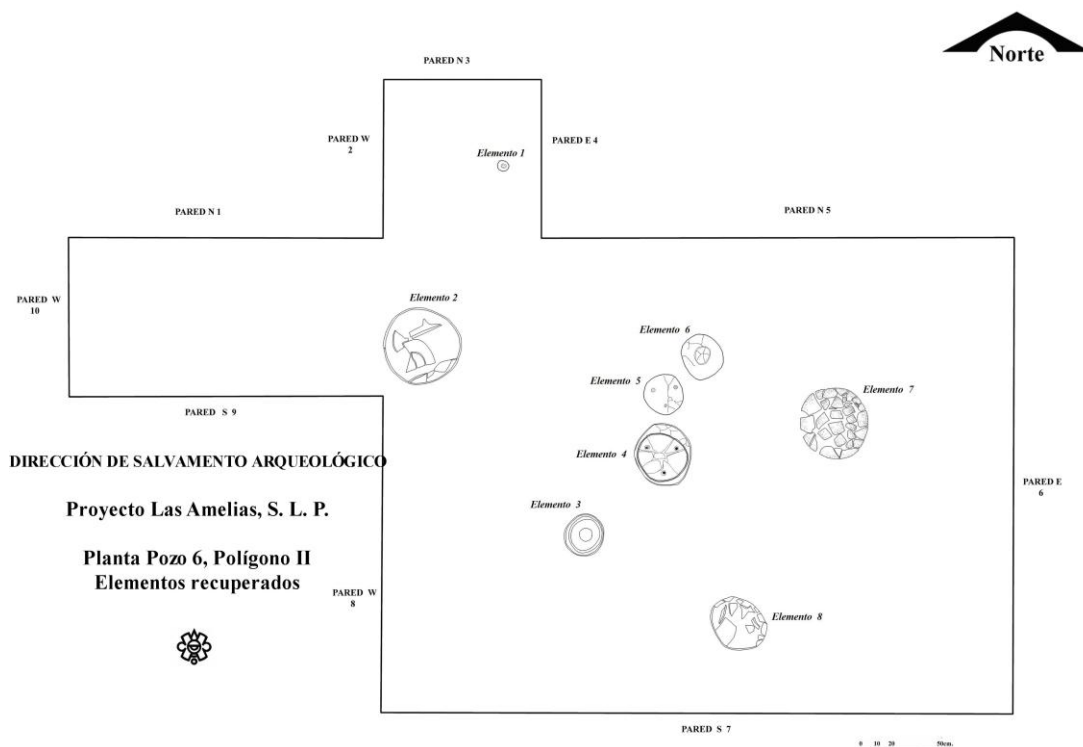 Norte
PARED N 3
PARED W
2
PARED E 4
Elemento 1
PARED N 1
PARED N 5
PARED W
10
Elemento 2
Elemento 6
Elemento 5
Elemento 7
PARED S 9
Elemento 4
DIRECCIÓN DE SALVAMENTO ARQUEOLÓGICO
PARED E
6
Proyecto Las Amelias, S. L. P.
Elemento 3
Planta Pozo 6, Polígono II
Elementos recuperados
PARED W
8
Elemento 8
PARED S 7
0 10 20 50cm.